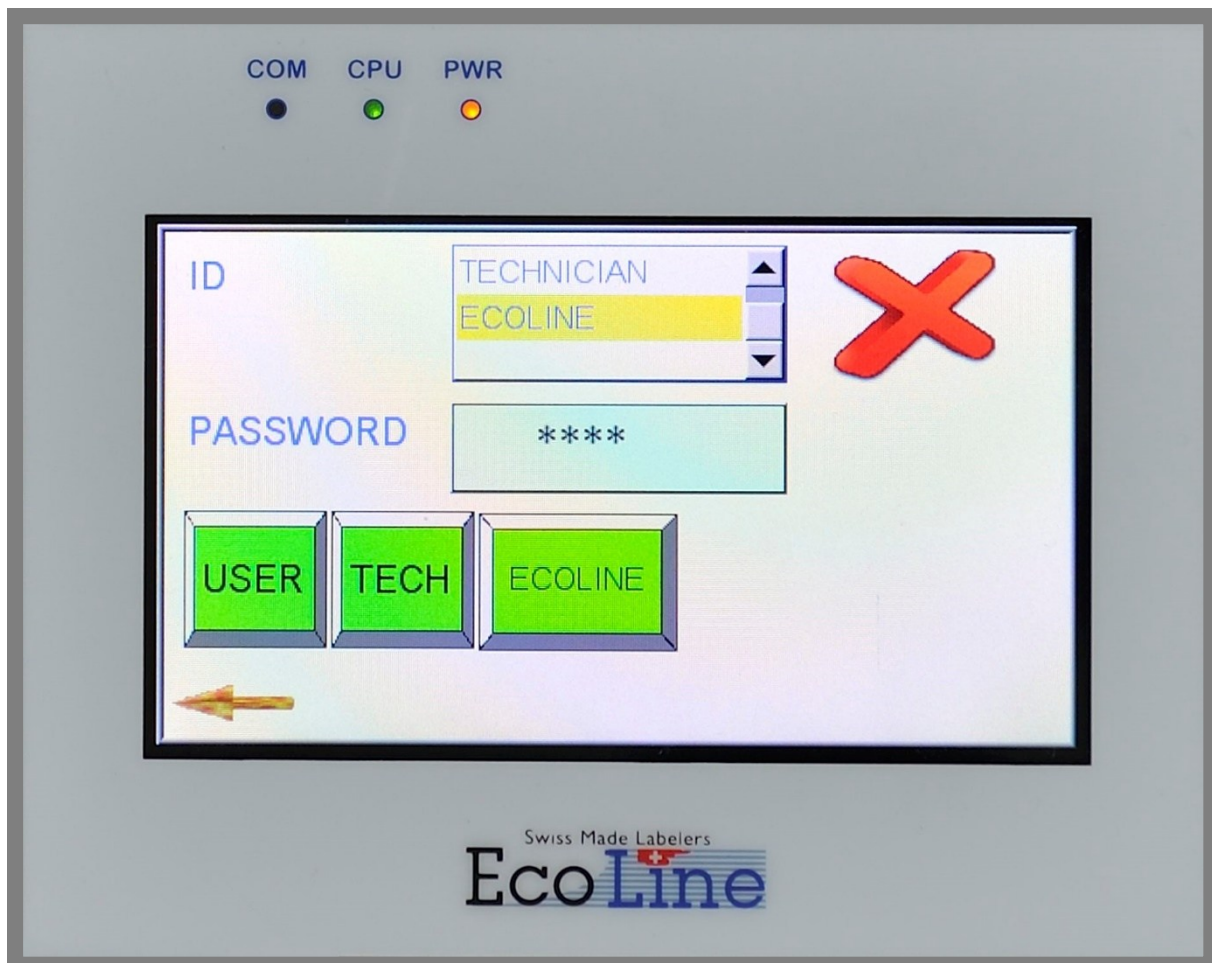 COM CPU PWR
ID
TECHNICIAN
ECOLINE
PASSWORD
****
USER TECH ECOLINE
Swiss Made Labelers
EcoLine